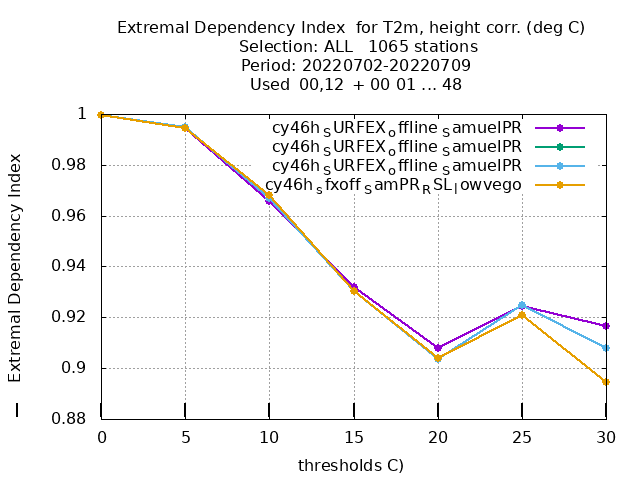 Extremal Dependency Index  for T2m, height corr. (deg C)
Selection: ALL   1065 stations
Period: 20220702-20220709
Used  00,12  + 00 01 ... 48
Extremal Dependency Index
1
0.98
0.96
0.94
0.92
0.9
0.88
cy46h_SURFEX_offline_SamuelPR
cy46h_SURFEX_offline_SamuelPR
cy46h_SURFEX_offline_SamuelPR
cy46h_sfxoff_SamPR_RSL_lowvego
0 5 10 15 20 25 30
thresholds C)